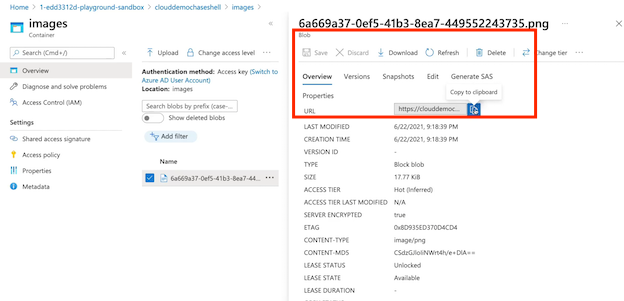 Home > 1-edd3312d-playground-sandbox > clouddemochaseshell > images >
images
Container
Search (Cmd+/)
Overview
Diagnose and solve problems
Access Control (IAM)
Settings
Shared access signature
Access policy
Properties
Metadata
Upload
Change access level
Authentication method: Access key (Switch to
Azure AD User Account)
Location: images
Search blobs by prefix (case-...
Show deleted blobs
Add filter
Name
6a669a37-0ef5-41b3-8ea7-44...
6a669a37-0ef5-41b3-8ea7-449552243735.png
Blob
Save
Discard
Download
Refresh
Delete
Change tier
Overview
Versions
Snapshots
Edit
Generate SAS
Copy to clipboard
Properties
URL https://clouddemoc...
LAST MODIFIED 6/22/2021, 9:18:39 PM
CREATION TIME 6/22/2021, 9:18:39 PM
VERSION ID -
TYPE Block blob
SIZE 17.77 KiB
ACCESS TIER Hot (Inferred)
ACCESS TIER LAST MODIFIED N/A
SERVER ENCRYPTED true
ETAG 0x8D935ED370D4CD4
CONTENT-TYPE image/png
CONTENT-MD5
LEASE STATUS Unlocked
LEASE STATE Available
LEASE DURATION -